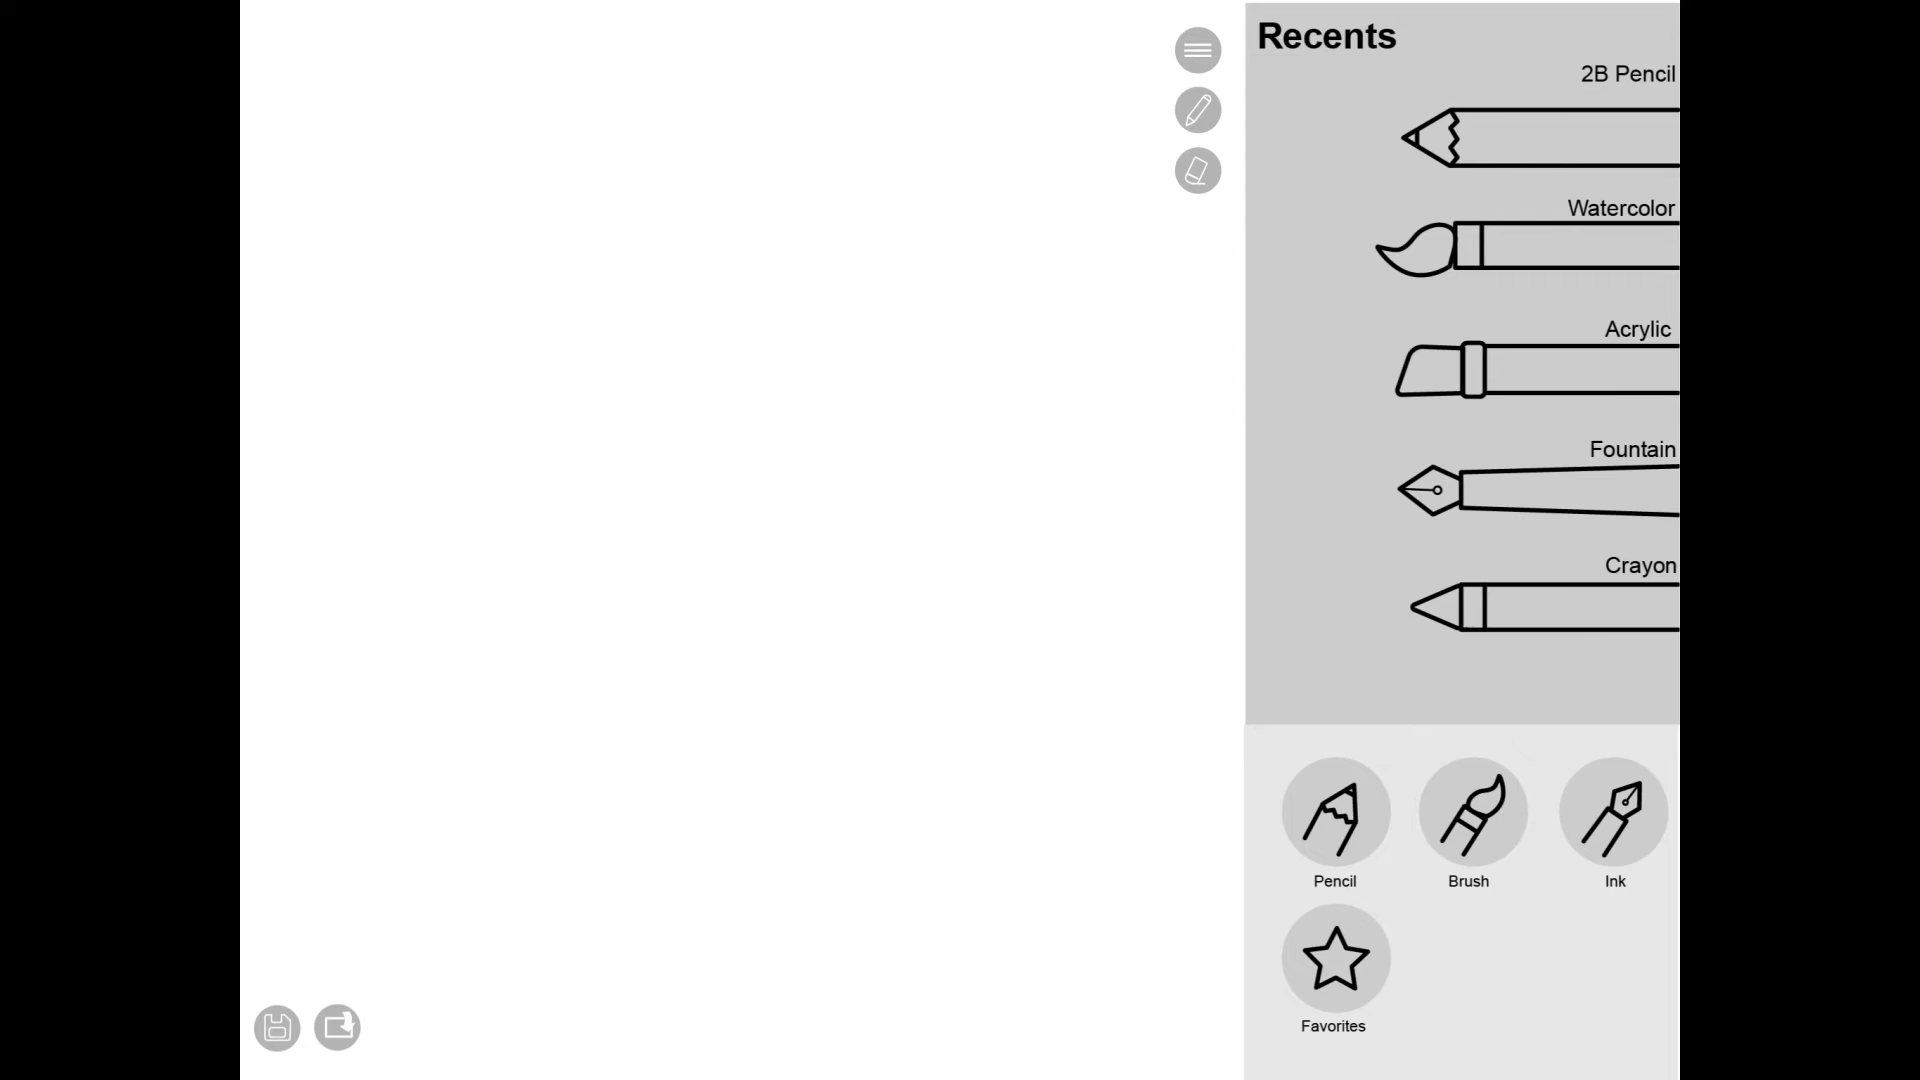 Recents
2B Pencil
Watercolor
Acrylic
Fountain
Crayon
Pencil
Brush
Ink
Favorites